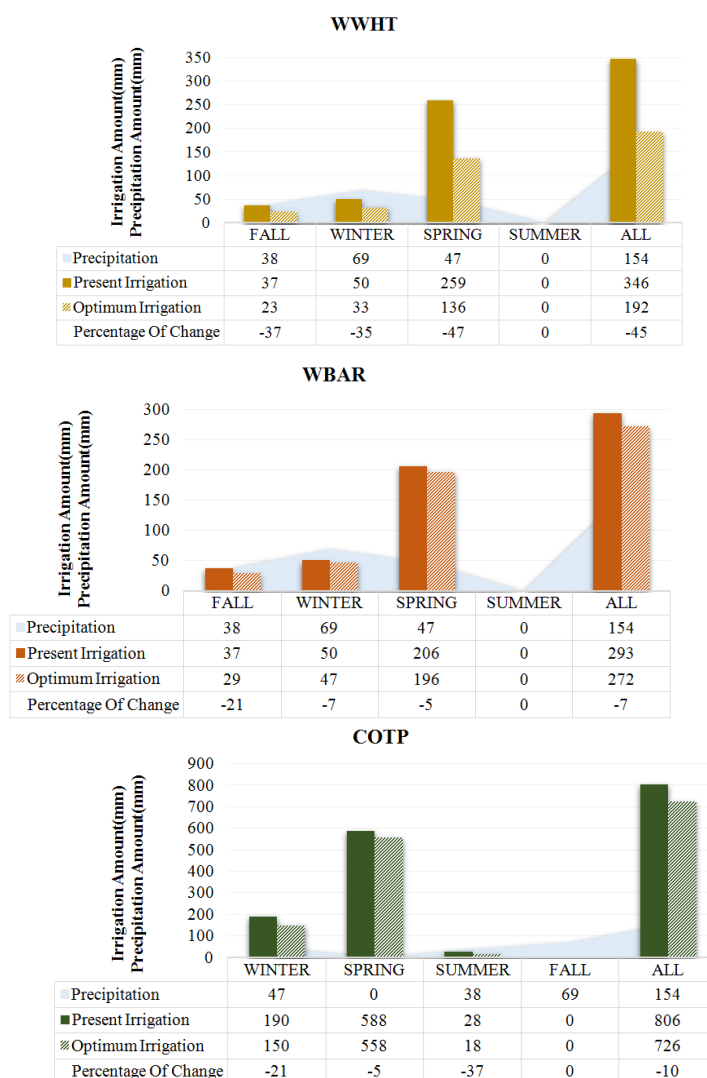 WWHT
Irrigation Amount(mm)
Precipitation Amount(mm)
350
300
250
200
150
100
50
0
FALL WINTER SPRING SUMMER ALL
Precipitation 38 69 47 0 154
Present Irrigation 37 50 259 0 346
Optimum Irrigation 23 33 136 0 192
Percentage Of Change -37 -35 -47 0 -45
WBAR
Irrigation Amount(mm)
Precipitation Amount(mm)
300
250
200
150
100
50
0
FALL WINTER SPRING SUMMER ALL
Precipitation 38 69 47 0 154
Present Irrigation 37 50 206 0 293
Optimum Irrigation 29 47 196 0 272
Percentage Of Change -21 -7 -5 0 -7
COTP
Irrigation Amount(mm)
Precipitation Amount(mm)
900
800
700
600
500
400
300
200
100
0
WINTER SPRING SUMMER FALL ALL
Precipitation 47 0 38 69 154
Present Irrigation 190 588 28 0 806
Optimum Irrigation 150 558 18 0 726
Percentage Of Change -21 -5 -37 0 -10